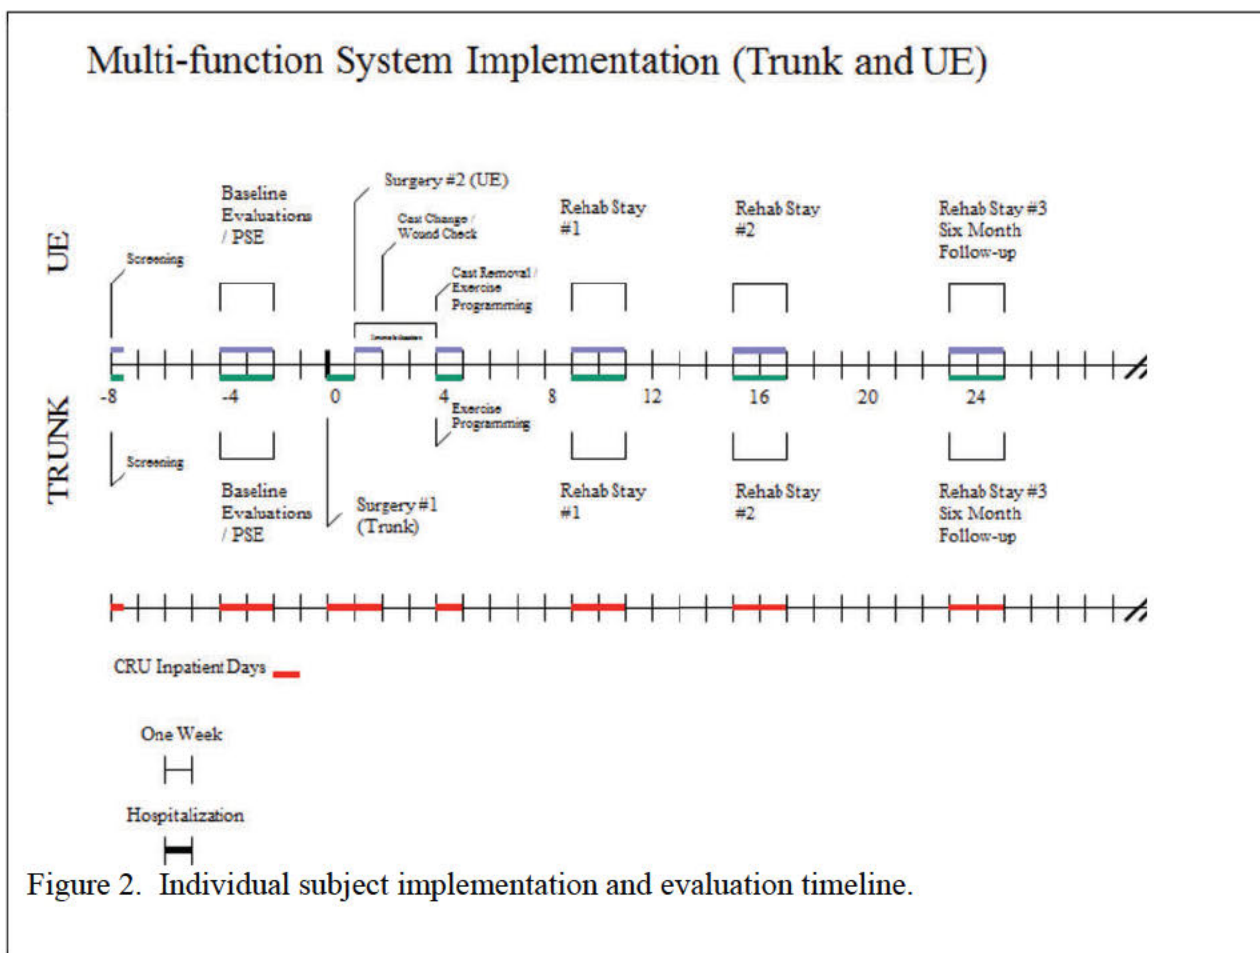 Multi-function System Implementation (Trunk and UE)
UE
Screening
Baseline
Evaluations
/ PSE
Surgery #2 (UE)
Cast Change /
Wound Check
Cast Removal /
Exercise
Programming
Rehab Stay
#1
Rehab Stay
#2
Rehab Stay #3
Six Month
Follow-up
-8 -4 0 4 8 12 16 20 24
TRUNK
Screening
Baseline
Evaluations
/ PSE
Surgery #1
(Trunk)
Exercise
Programming
Rehab Stay
#1
Rehab Stay
#2
Rehab Stay #3
Six Month
Follow-up
CRU Inpatient Days
One Week
Hospitalization
Figure 2. Individual subject implementation and evaluation timeline.